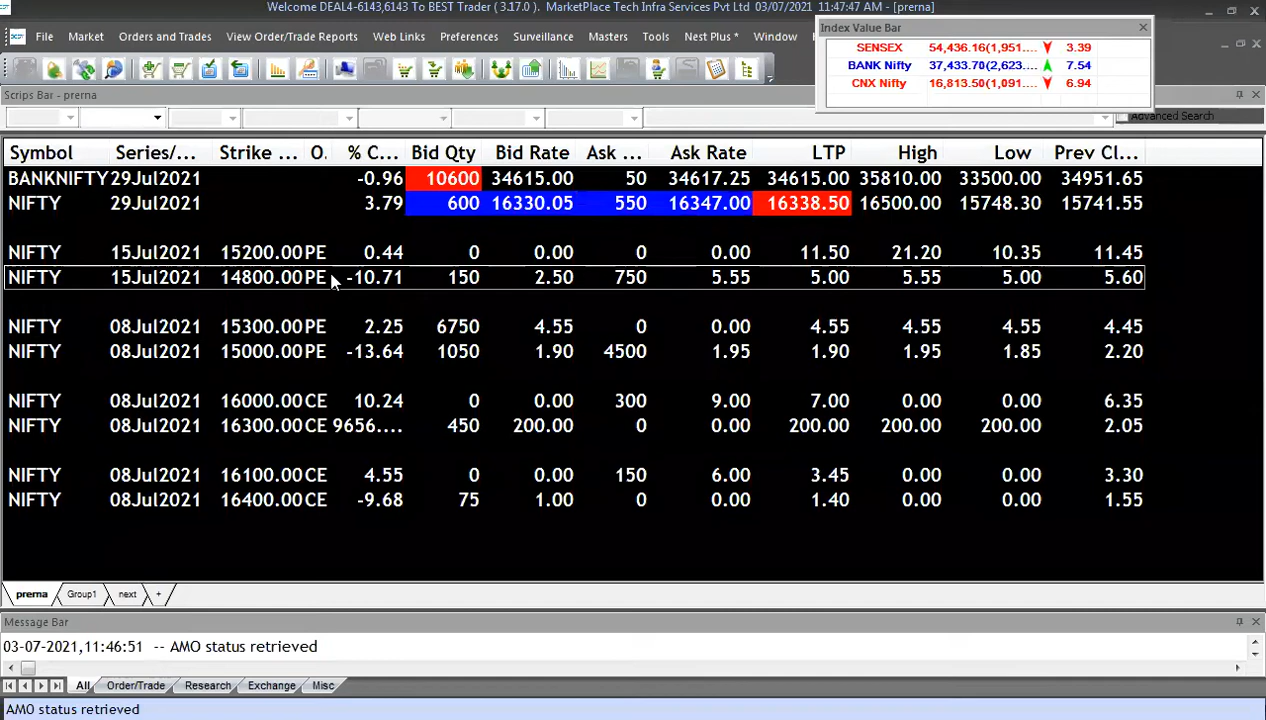 Welcome DEAL4-6143,6143 To BEST Trader ( 3.17.0 ). MarketPlace Tech Infra Services Pvt Ltd 03/07/2021 11:47:47 AM - [prerna]
File Market Orders and Trades View Order/Trade Reports Web Links Preferences Surveillance Masters Tools Nest Plus * Window
Index Value Bar
SENSEX 54,436.16(1,951.... 3.39
BANK Nifty 37,433.70(2,623.... 7.54
CNX Nifty 16,813.50(1,091.... 6.94
Scrips Bar - prerna
Advanced Search
Symbol Series/... Strike ... O. % C... Bid Qty Bid Rate Ask ... Ask Rate LTP High Low Prev Cl...
BANKNIFTY 29Jul2021 -0.96 10600 34615.00 50 34617.25 34615.00 35810.00 33500.00 34951.65
NIFTY 29Jul2021 3.79 600 16330.05 550 16347.00 16338.50 16500.00 15748.30 15741.55
NIFTY 15Jul2021 15200.00 PE 0.44 0 0.00 0 0.00 11.50 21.20 10.35 11.45
NIFTY 15Jul2021 14800.00 PE -10.71 150 2.50 750 5.55 5.00 5.55 5.00 5.60
NIFTY 08Jul2021 15300.00 PE 2.25 6750 4.55 0 0.00 4.55 4.55 4.55 4.45
NIFTY 08Jul2021 15000.00 PE -13.64 1050 1.90 4500 1.95 1.90 1.95 1.85 2.20
NIFTY 08Jul2021 16000.00 CE 10.24 0 0.00 300 9.00 7.00 0.00 0.00 6.35
NIFTY 08Jul2021 16300.00 CE 9656.... 450 200.00 0 0.00 200.00 200.00 200.00 2.05
NIFTY 08Jul2021 16100.00 CE 4.55 0 0.00 150 6.00 3.45 0.00 0.00 3.30
NIFTY 08Jul2021 16400.00 CE -9.68 75 1.00 0 0.00 1.40 0.00 0.00 1.55
prerna Group1 next +
Message Bar
03-07-2021,11:46:51 -- AMO status retrieved
All Order/Trade Research Exchange Misc
AMO status retrieved